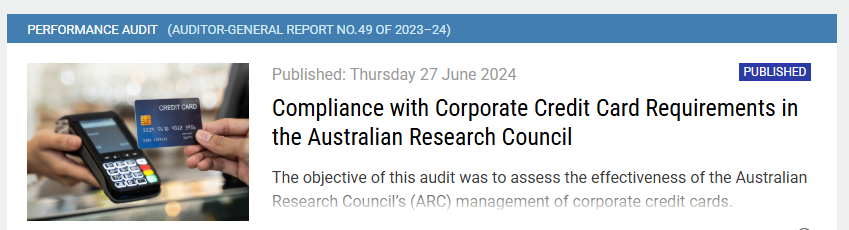 PERFORMANCE AUDIT (AUDITOR-GENERAL REPORT NO.49 OF 2023–24)
Published: Thursday 27 June 2024
PUBLISHED
Compliance with Corporate Credit Card Requirements in
the Australian Research Council
The objective of this audit was to assess the effectiveness of the Australian
Research Council's (ARC) management of corporate credit cards.
CREDIT CARD